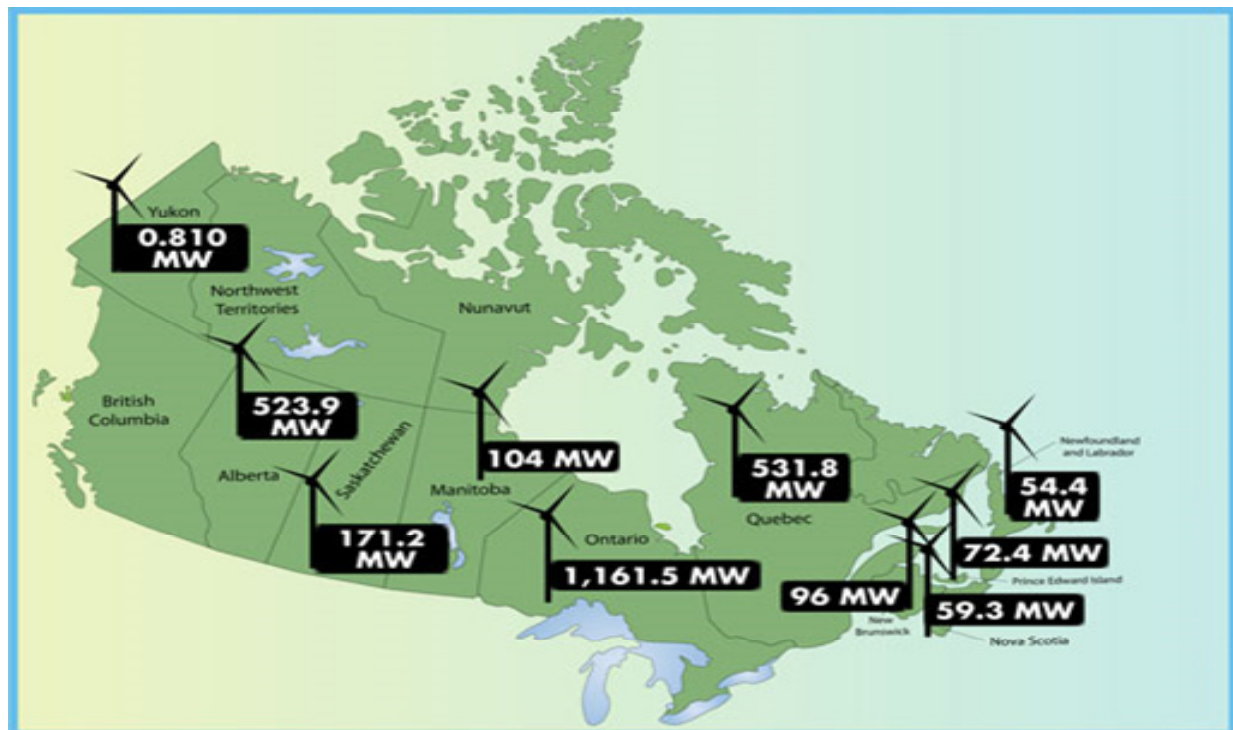 Yukon
0.810
MW
Northwest
Territories
Nunavut
British
Columbia
523.9
MW
Alberta
Saskatchewan
171.2
MW
104 MW
Manitoba
Ontario
1,161.5 MW
531.8
MW
Quebec
Newfoundland
and Labrador
54.4
MW
72.4 MW
Prince Edward Island
96 MW
New
Brunswick
59.3 MW
Nova Scotia